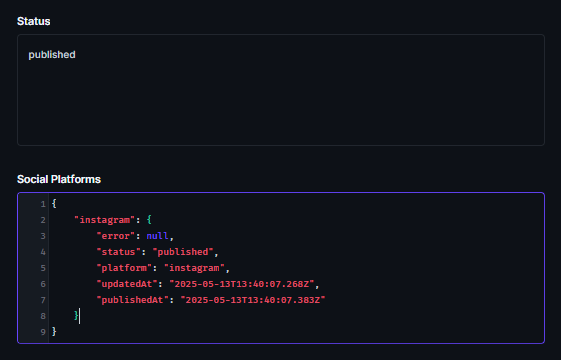 Status
published
Social Platforms
1 {
2     "instagram": {
3         "error": null,
4         "status": "published",
5         "platform": "instagram",
6         "updatedAt": "2025-05-13T13:40:07.268Z",
7         "publishedAt": "2025-05-13T13:40:07.383Z"
8     }
9 }